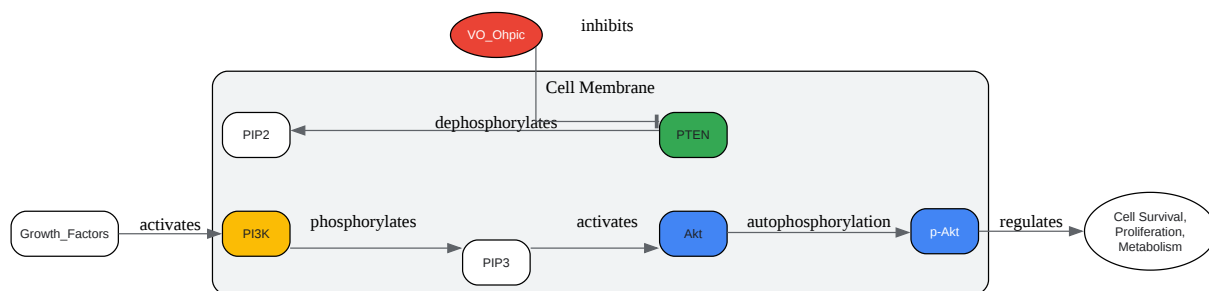 VO_Ohpic
inhibits
Cell Membrane
PIP2
dephosphorylates
PTEN
Growth_Factors
activates
PI3K
phosphorylates
PIP3
activates
Akt
autophosphorylation
p-Akt
regulates
Cell Survival,
Proliferation,
Metabolism